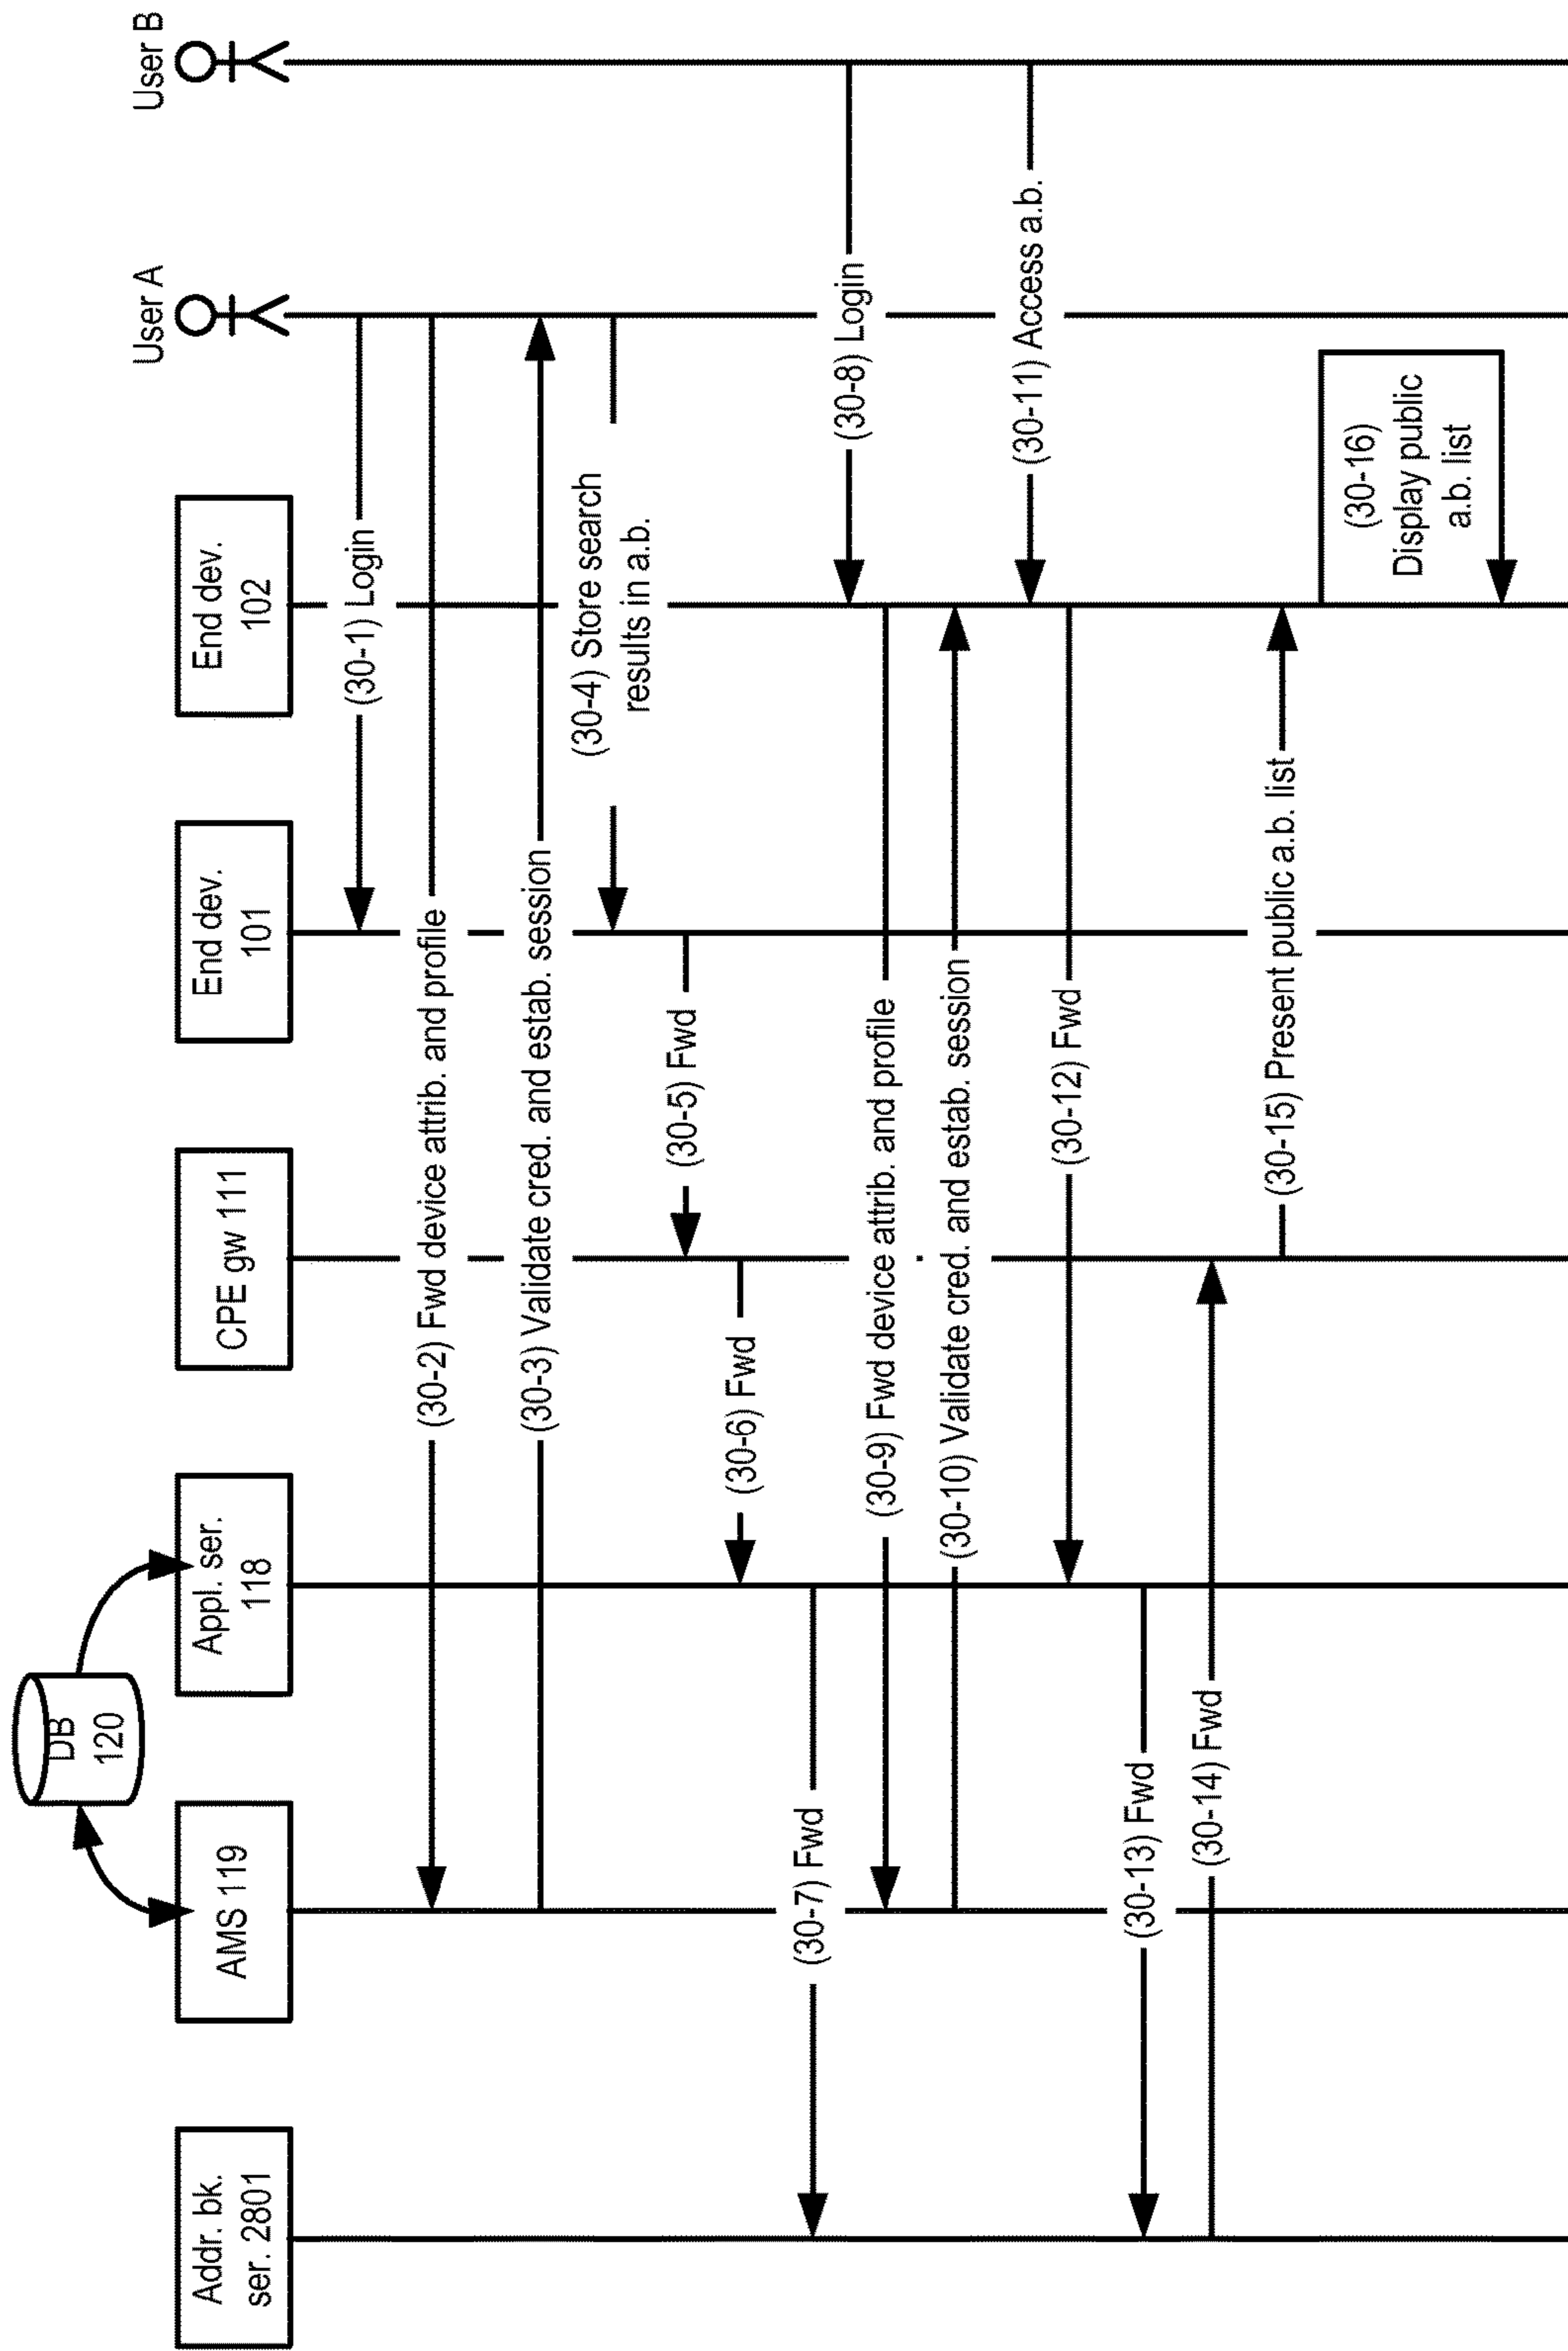 DB
120
Addr. bk.
ser. 2801
AMS 119
Appl. ser.
118
CPE gw 111
End dev.
101
End dev.
102
User A
User B
(30-1) Login
(30-2) Fwd device attrib. and profile
(30-3) Validate cred. and estab. session
(30-4) Store search
results in a.b.
(30-5) Fwd
(30-6) Fwd
(30-7) Fwd
(30-8) Login
(30-9) Fwd device attrib. and profile
(30-10) Validate cred. and estab. session
(30-11) Access a.b.
(30-12) Fwd
(30-13) Fwd
(30-14) Fwd
(30-15) Present public a.b. list
(30-16)
Display public
a.b. list